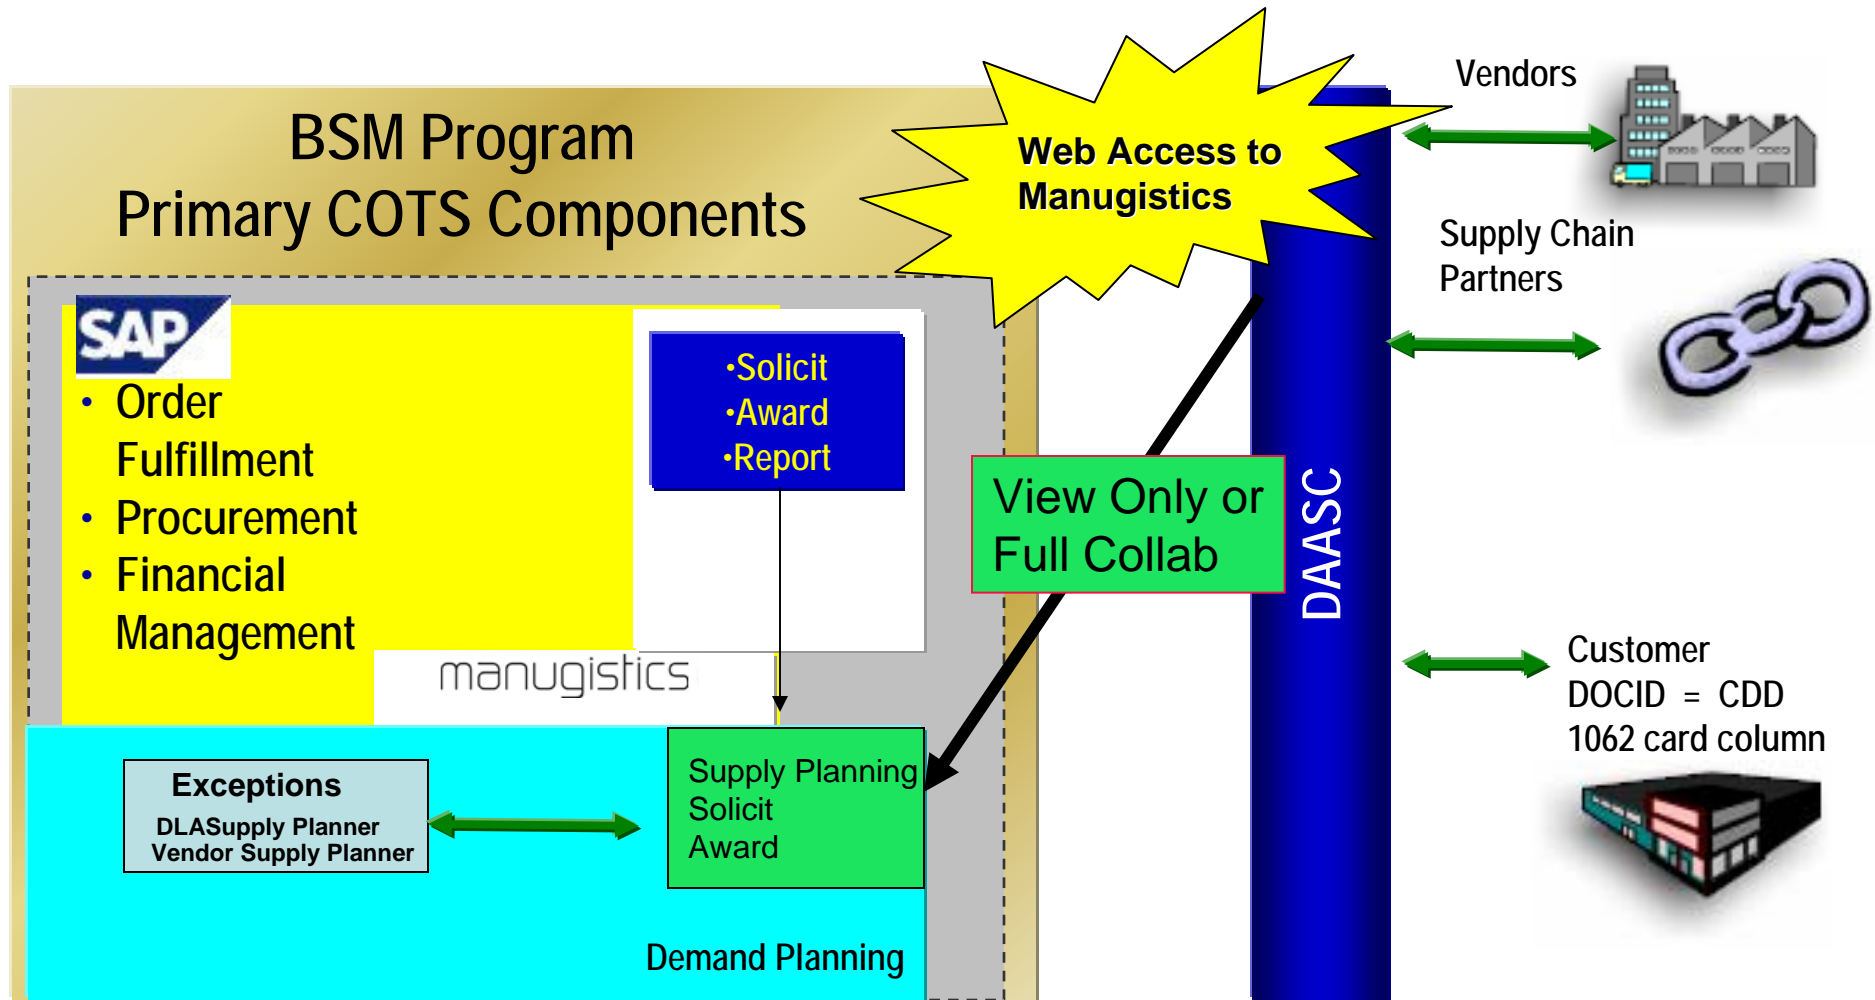 BSM Program
Primary COTS Components
Web Access to
Manugistics
Vendors
Supply Chain
Partners
SAP
• Order
Fulfillment
• Procurement
• Financial
Management
•Solicit
•Award
•Report
View Only or
Full Collab
DAASC
manugistics
Customer
DOCID = CDD
1062 card column
Exceptions
DLASupply Planner
Vendor Supply Planner
Supply Planning
Solicit
Award
Demand Planning